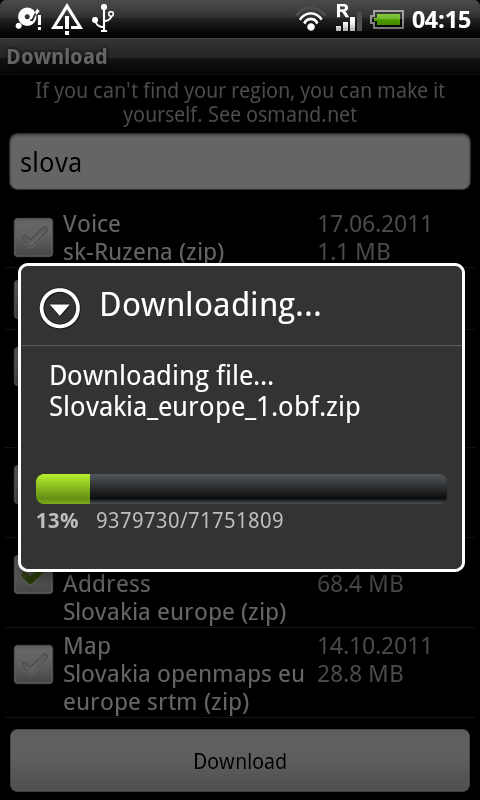 R
04:15
Download
If you can't find your region, you can make it
yourself. See osmand.net
slova
Voice 17.06.2011
sk-Ruzena (zip) 1.1 MB
Downloading...
Downloading file...
Slovakia_europe_1.obf.zip
13% 9379730/71751809
Address 68.4 MB
Slovakia europe (zip)
Map 14.10.2011
Slovakia openmaps eu 28.8 MB
europe srtm (zip)
Download